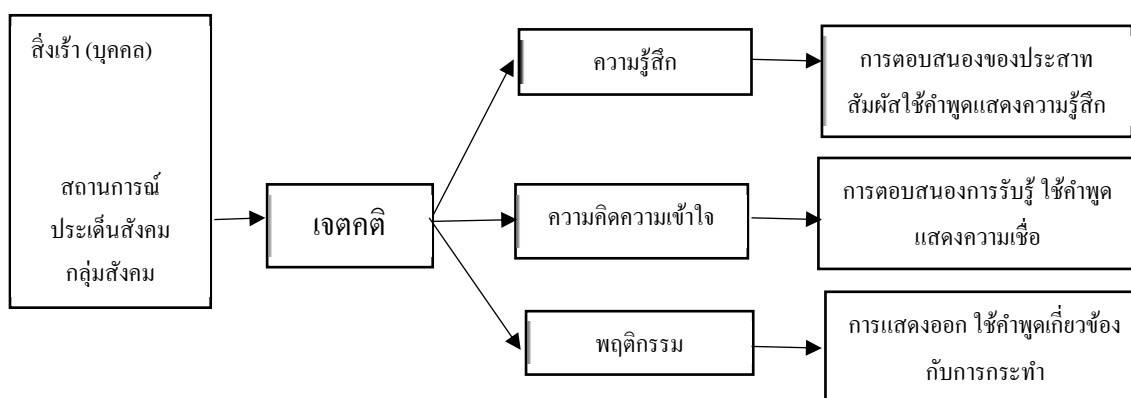 สิ่งเร้า (บุคคล)
สถานการณ์
ประเด็นสังคม
กลุ่มสังคม
เจตคติ
ความรู้สึก
การตอบสนองของประสาท
สัมผัสใช้คำพูดแสดงความรู้สึก
ความคิดความเข้าใจ
การตอบสนองการรับรู้ ใช้คำพูด
แสดงความเชื่อ
พฤติกรรม
การแสดงออก ใช้คำพูดเกี่ยวข้อง
กับการกระทำ